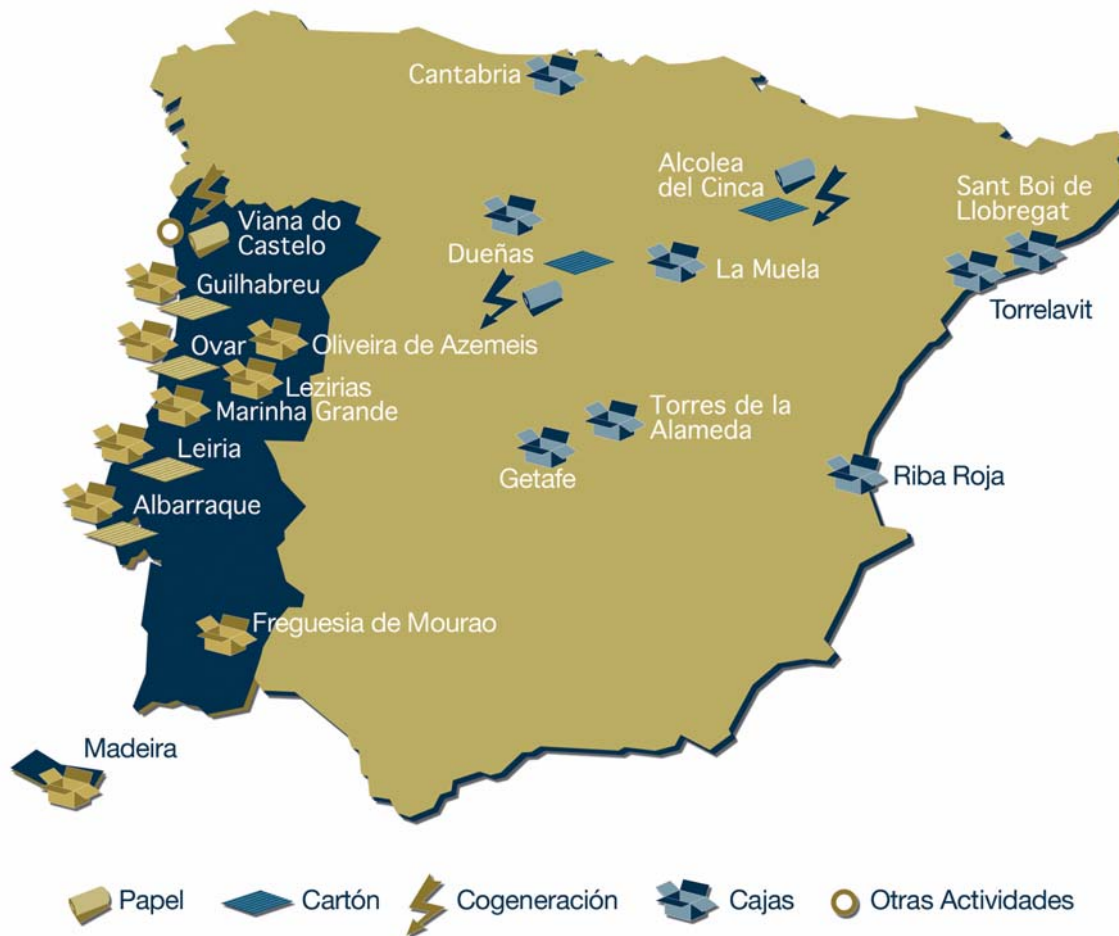 Cantabria
Alcolea
del Cinca
Sant Boi de
Llobregat
Viana do
Castelo
Dueñas
La Muela
Guilhabreu
Torrelavit
Ovar
Oliveira de Azemeis
Lezirias
Marinha Grande
Torres de la
Alameda
Leiria
Getafe
Riba Roja
Albarraque
Freguesia de Mourao
Madeira
Papel
Cartón
Cogeneración
Cajas
Otras Actividades